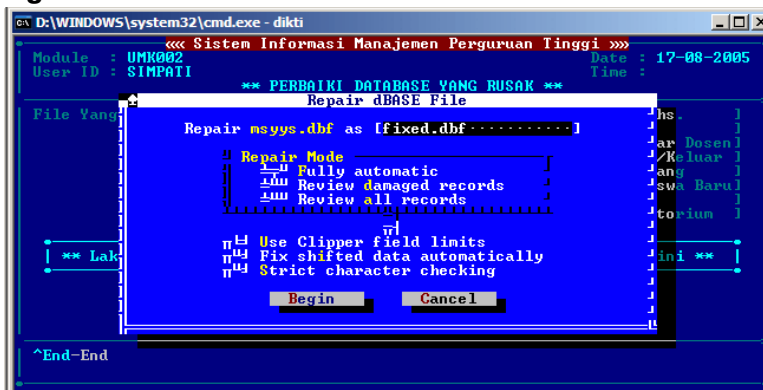 D:\WINDOWS\system32\cmd.exe - dikti
««« Sistem Informasi Manajemen Perguruan Tinggi »»»
Module : UMK002 Date : 17-08-2005
User ID : SIMPATI Time :
** PERBAIKI DATABASE YANG RUSAK **
Repair dBASE File
File Yang hs. ]
Repair msyys.dbf as [fixed.dbf···········]
ar Dosen]
Repair Mode /Keluar ]
Fully automatic ang ]
Review damaged records swa Baru]
Review all records ]
torium ]
Use Clipper field limits
** Lak Fix shifted data automatically ini **
Strict character checking
Begin Cancel
^End-End